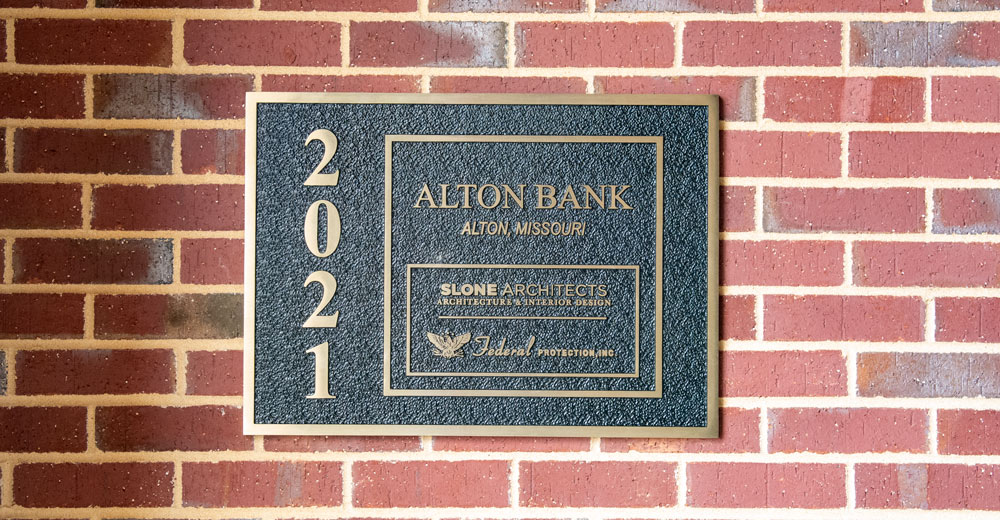 2021
ALTON BANK
ALTON, MISSOURI
SLONE ARCHITECTS
ARCHITECTURE & INTERIOR DESIGN
Federal PROTECTION, INC.